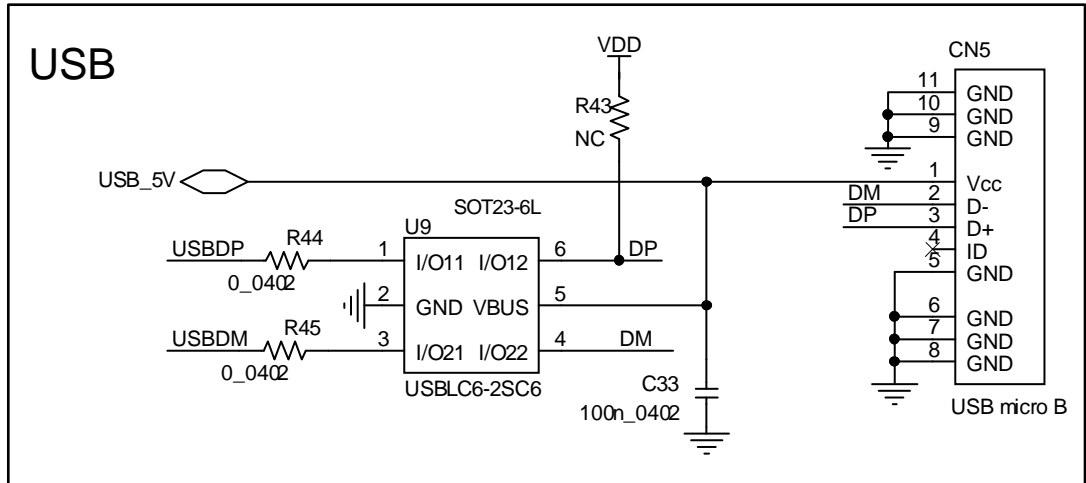 USB
VDD
CN5
R43
NC
11 GND
10 GND
9 GND
USB_5V
1 Vcc
DM 2 D-
DP 3 D+
4 ID
5 GND
SOT23-6L
U9
USBDP R44 1 I/O11 I/O12 6 DP
0_0402
2 GND VBUS 5
6 GND
7 GND
8 GND
USBDM R45 3 I/O21 I/O22 4 DM
0_0402
USBLC6-2SC6
C33
100n_0402
USB micro B